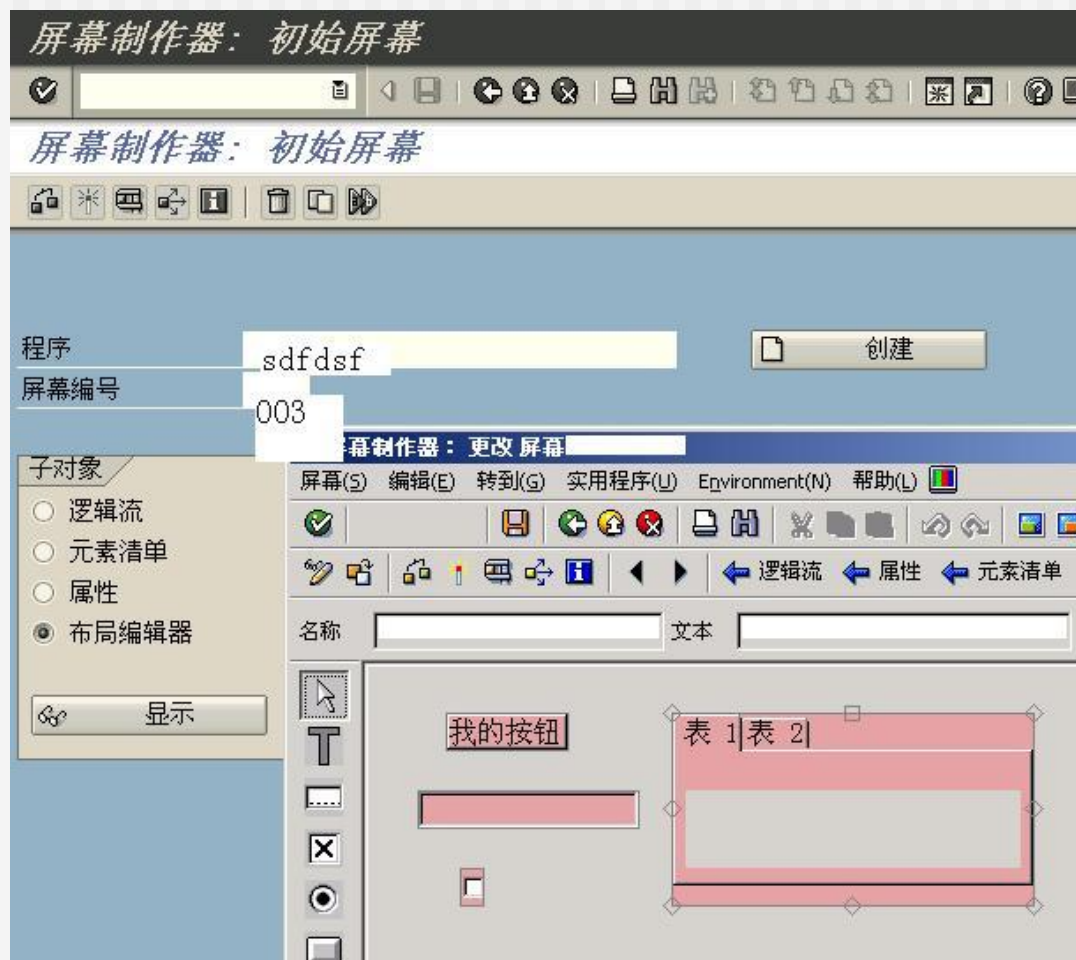 屏幕制作器: 初始屏幕
屏幕制作器: 初始屏幕
程序
sdfdsf
创建
屏幕编号
003
子对象
逻辑流
元素清单
属性
布局编辑器
显示
幕制作器: 更改 屏幕
屏幕(S) 编辑(E) 转到(G) 实用程序(U) Environment(N) 帮助(L)
逻辑流 属性 元素清单
名称 文本
我的按钮
表 1 表 2